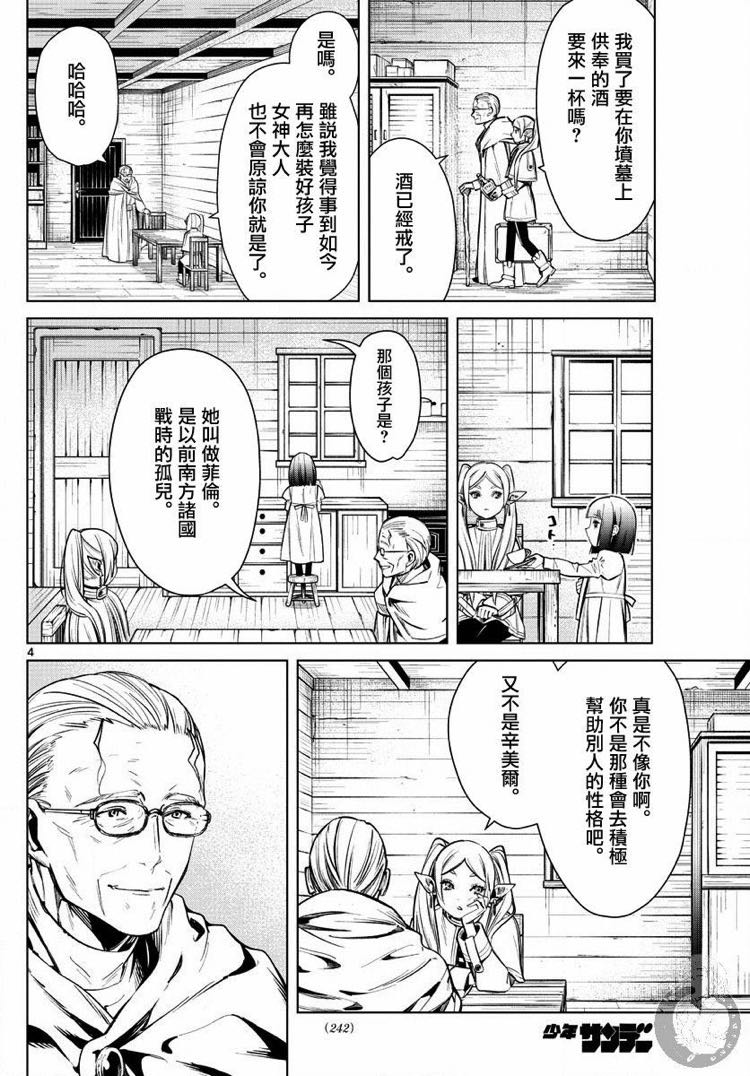 我買了要在你墳墓上
供奉的酒
要來一杯嗎？
酒已經戒了。
是嗎。
雖說我覺得事到如今
再怎麼裝好孩子
女神大人
也不會原諒你就是了。
哈哈哈。
那個孩子是？
她叫做菲倫。
是以前南方諸國
戰時的孤兒。
真是不像你啊。
你不是那種會去積極
幫助別人的性格吧。
又不是辛美爾。
4
(242)
少年サンデー